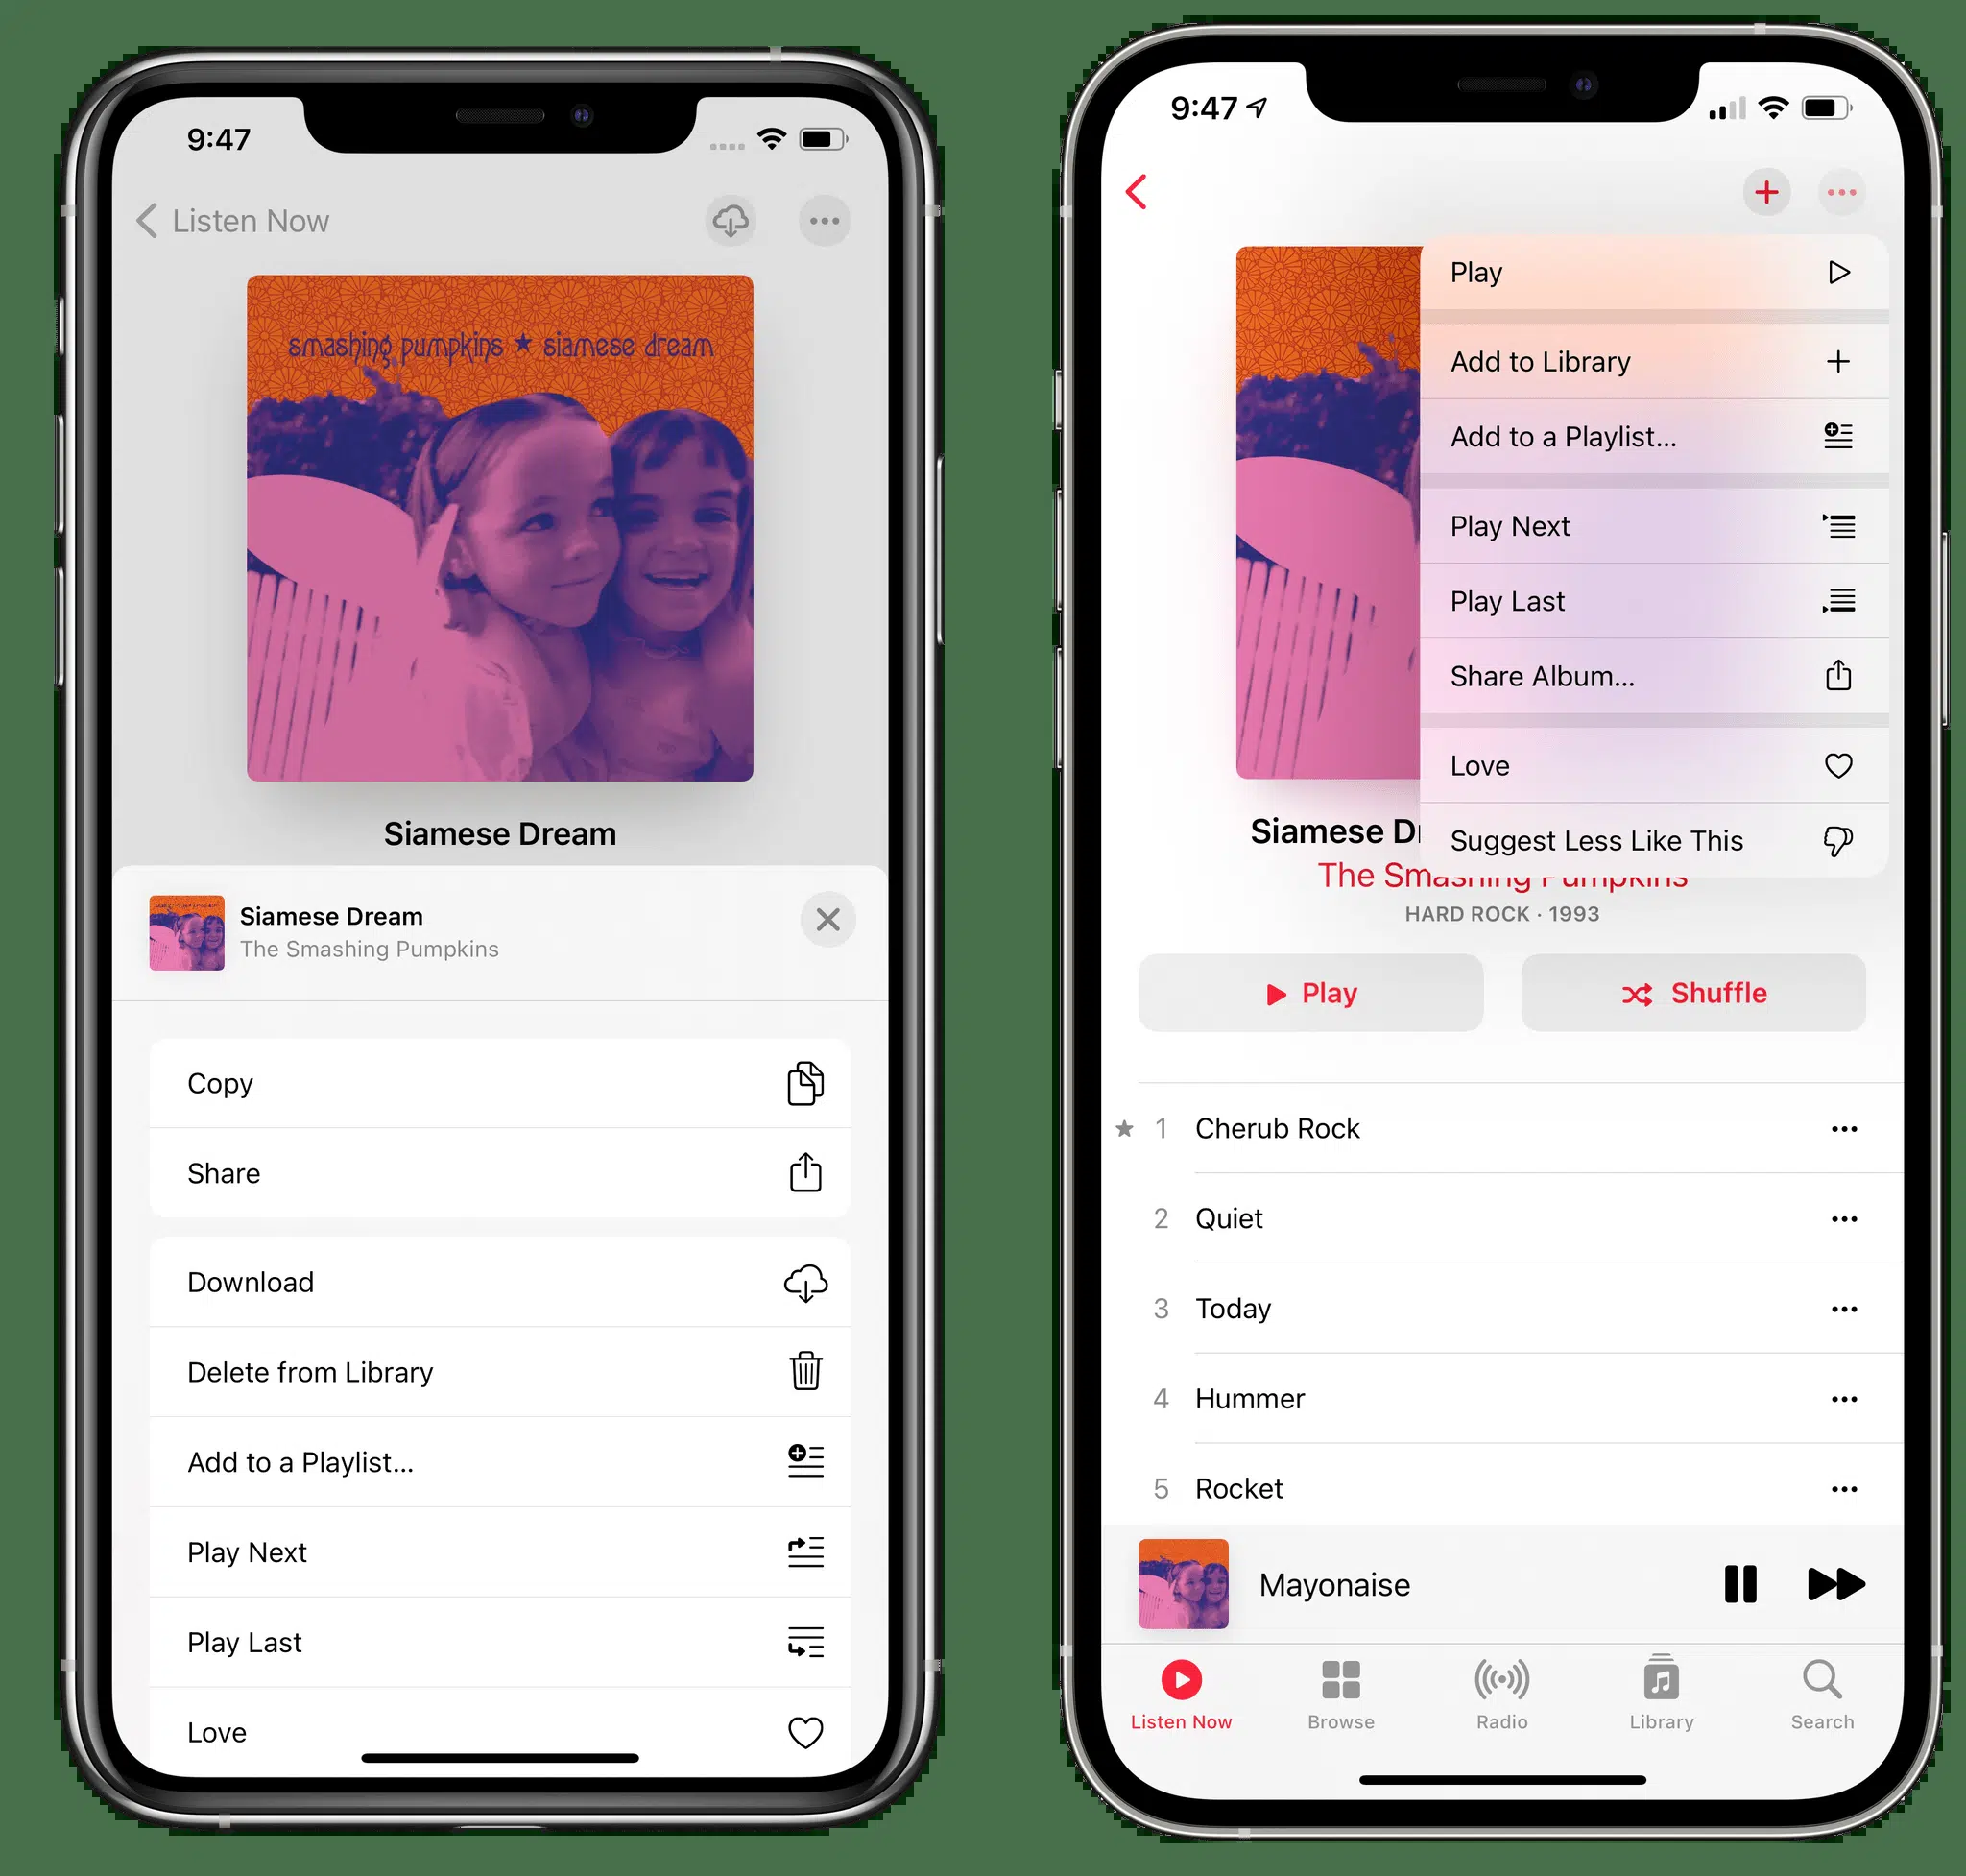 9:47
Listen Now
smashing pumpkins ★ siamese dream
Siamese Dream
Siamese Dream
The Smashing Pumpkins
Copy
Share
Download
Delete from Library
Add to a Playlist...
Play Next
Play Last
Love
9:47
Play
Add to Library
Add to a Playlist...
Play Next
Play Last
Share Album...
Love
Suggest Less Like This
Siamese Dr
The Smashing Pumpkins
HARD ROCK · 1993
Play
Shuffle
★ 1 Cherub Rock
2 Quiet
3 Today
4 Hummer
5 Rocket
Mayonaise
Listen Now
Browse
Radio
Library
Search